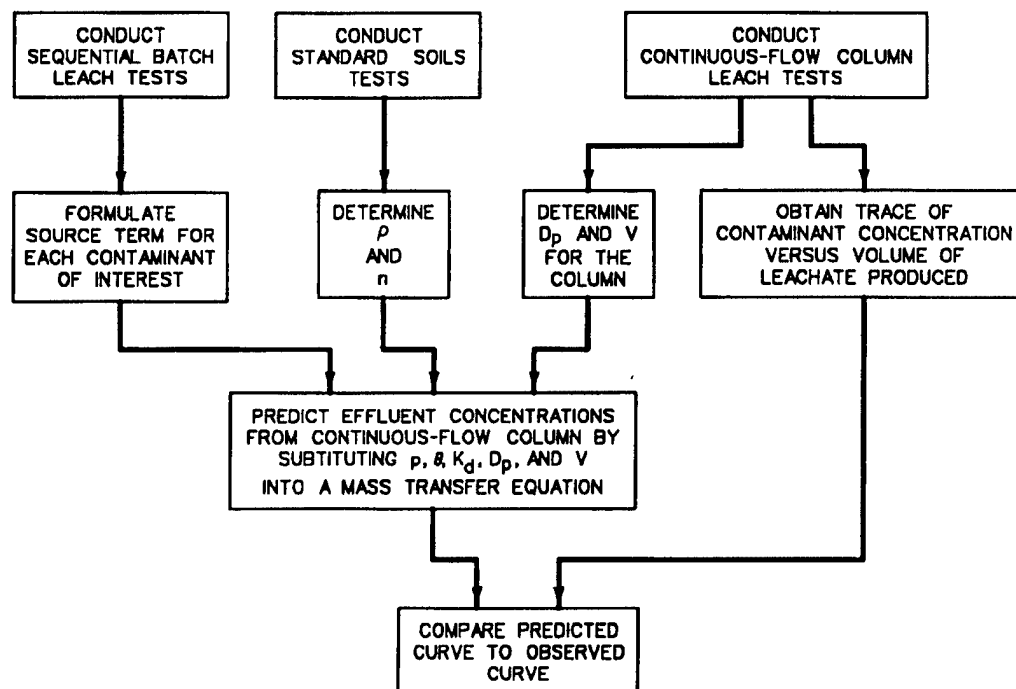 CONDUCT
SEQUENTIAL BATCH
LEACH TESTS
CONDUCT
STANDARD SOILS
TESTS
CONDUCT
CONTINUOUS-FLOW COLUMN
LEACH TESTS
FORMULATE
SOURCE TERM FOR
EACH CONTAMINANT
OF INTEREST
DETERMINE
ρ
AND
n
DETERMINE
Dp AND V
FOR THE
COLUMN
OBTAIN TRACE OF
CONTAMINANT CONCENTRATION
VERSUS VOLUME OF
LEACHATE PRODUCED
PREDICT EFFLUENT CONCENTRATIONS
FROM CONTINUOUS-FLOW COLUMN BY
SUBTITUTING p, θ, Kd, Dp, AND V
INTO A MASS TRANSFER EQUATION
COMPARE PREDICTED
CURVE TO OBSERVED
CURVE